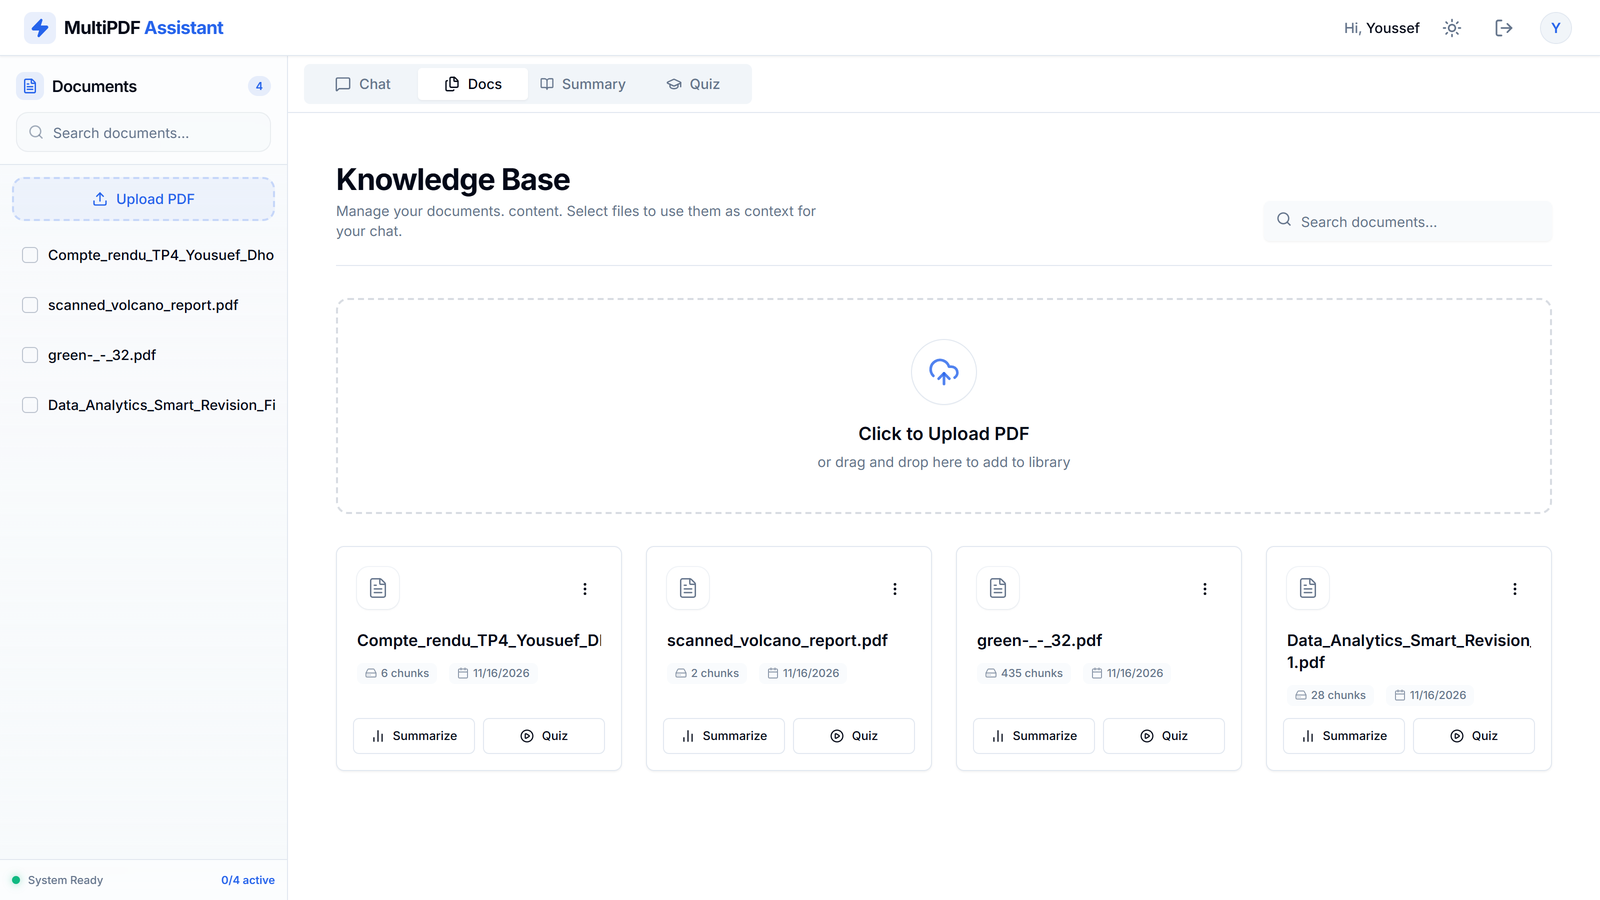 MultiPDF Assistant
Hi, Youssef
Y
Documents
4
Search documents...
Upload PDF
Compte_rendu_TP4_Yousuef_Dho
scanned_volcano_report.pdf
green-_-_32.pdf
Data_Analytics_Smart_Revision_Fi
System Ready
0/4 active
Chat
Docs
Summary
Quiz
Knowledge Base
Manage your documents. content. Select files to use them as context for
your chat.
Search documents...
Click to Upload PDF
or drag and drop here to add to library
Compte_rendu_TP4_Yousuef_D
6 chunks
11/16/2026
Summarize
Quiz
scanned_volcano_report.pdf
2 chunks
11/16/2026
Summarize
Quiz
green-_-_32.pdf
435 chunks
11/16/2026
Summarize
Quiz
Data_Analytics_Smart_Revision_
1.pdf
28 chunks
11/16/2026
Summarize
Quiz